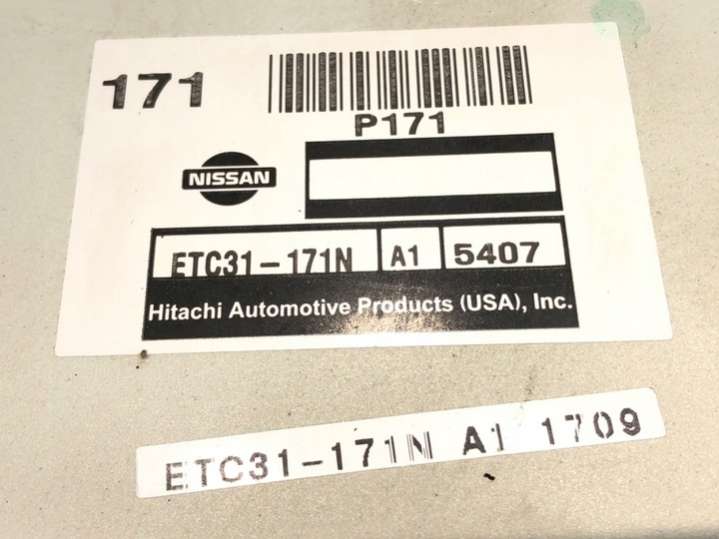 171
P171
NISSAN
ETC31-171N A1 5407
Hitachi Automotive Products (USA), Inc.
ETC31-171N A1 1709